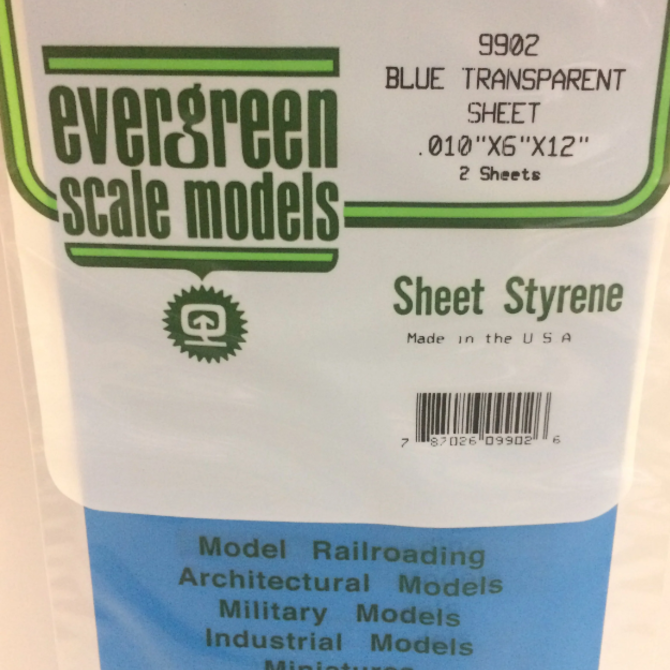 evergreen
scale models
9902
BLUE TRANSPARENT
SHEET
.010"X6"X12"
2 Sheets
Sheet Styrene
Made in the U S A
7 87026 09902 6
Model Railroading
Architectural Models
Military Models
Industrial Models
Miniatures